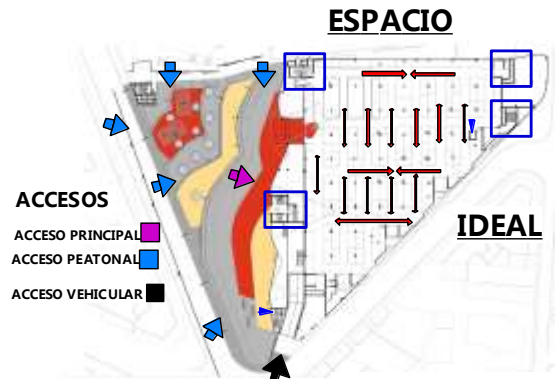 ESPACIO
IDEAL
ACCESOS
ACCESO PRINCIPAL
ACCESO PEATONAL
ACCESO VEHICULAR